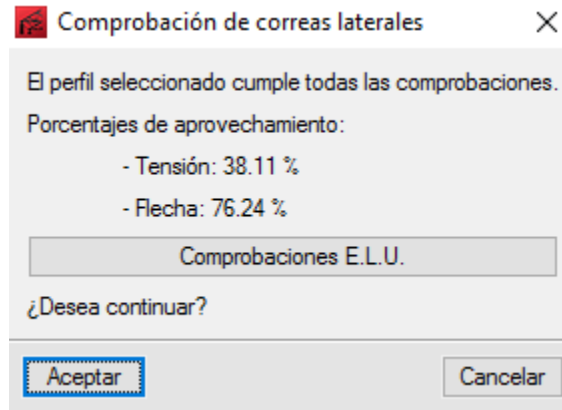 Comprobación de correas laterales
El perfil seleccionado cumple todas las comprobaciones.
Porcentajes de aprovechamiento:
- Tensión: 38.11 %
- Flecha: 76.24 %
Comprobaciones E.L.U.
¿Desea continuar?
Aceptar
Cancelar